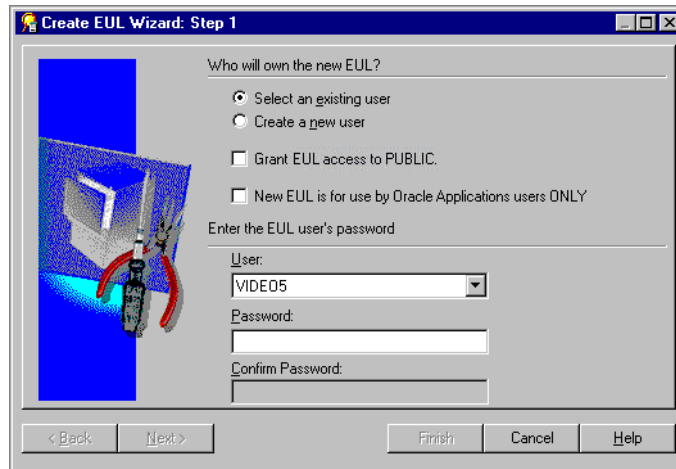 Create EUL Wizard: Step 1
Who will own the new EUL?
Select an existing user
Create a new user
Grant EUL access to PUBLIC.
New EUL is for use by Oracle Applications users ONLY
Enter the EUL user's password
User:
VIDEO5
Password:
Confirm Password:
< Back Next > Finish Cancel Help